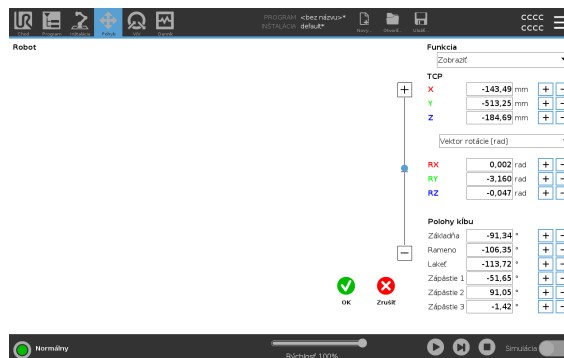 PROGRAM <bez názvu>*
INŠTALÁCIA default*
CCCC
CCCC
Chod Program Inštalácia Pohyb I/V Denník Nový... Otvoriť... Uložiť...
Robot
Funkcia
Zobraziť
TCP
X -143,49 mm + -
Y -513,25 mm + -
Z -184,69 mm + -
Vektor rotácie [rad]
RX 0,002 rad + -
RY -3,160 rad + -
RZ -0,047 rad + -
Polohy kĺbu
Základňa -91,34 ° + -
Rameno -106,35 ° + -
Lakeť -113,72 ° + -
Zápästie 1 -51,65 ° + -
Zápästie 2 91,05 ° + -
Zápästie 3 -1,42 ° + -
OK Zrušiť
Normálny
Rýchlosť 100%
Simulácia